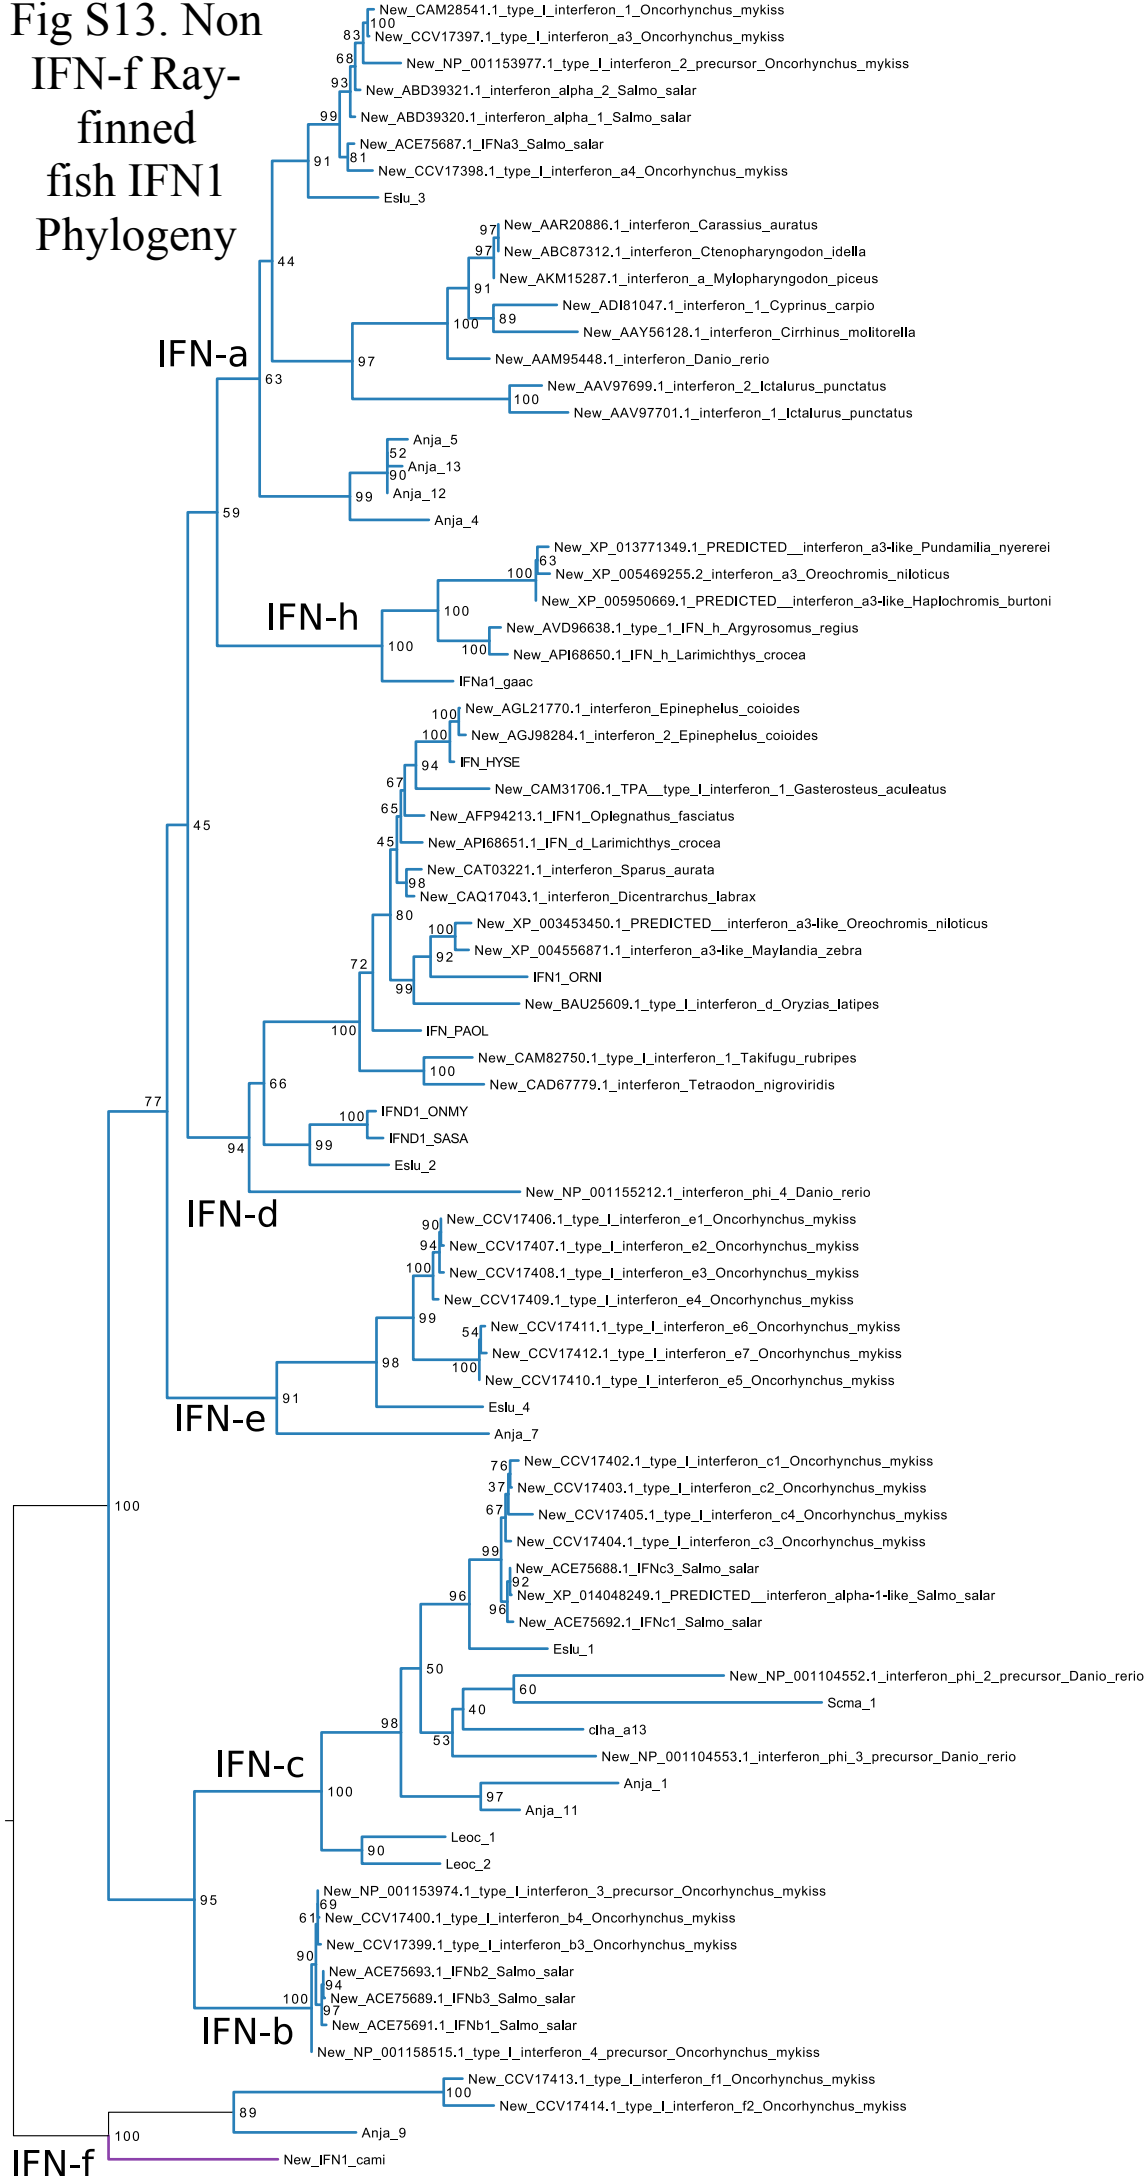 Fig S13. Non
IFN-f Ray-
finned
fish IFN1
Phylogeny
New_CAM28541.1_type_I_interferon_1_Oncorhynchus_mykiss
100
83
New_CCV17397.1_type_I_interferon_a3_Oncorhynchus_mykiss
68
New_NP_001153977.1_type_I_interferon_2_precursor_Oncorhynchus_mykiss
93
New_ABD39321.1_interferon_alpha_2_Salmo_salar
99
New_ABD39320.1_interferon_alpha_1_Salmo_salar
New_ACE75687.1_IFNa3_Salmo_salar
91
81
New_CCV17398.1_type_I_interferon_a4_Oncorhynchus_mykiss
Eslu_3
New_AAR20886.1_interferon_Carassius_auratus
97
97
New_ABC87312.1_interferon_Ctenopharyngodon_idella
44
New_AKM15287.1_interferon_a_Mylopharyngodon_piceus
91
New_ADI81047.1_interferon_1_Cyprinus_carpio
100
89
New_AAY56128.1_interferon_Cirrhinus_molitorella
IFN-a
97
New_AAM95448.1_interferon_Danio_rerio
63
New_AAV97699.1_interferon_2_Ictalurus_punctatus
100
New_AAV97701.1_interferon_1_Ictalurus_punctatus
Anja_5
52
Anja_13
90
99
Anja_12
59
Anja_4
New_XP_013771349.1_PREDICTED__interferon_a3-like_Pundamilia_nyererei
63
100
New_XP_005469255.2_interferon_a3_Oreochromis_niloticus
New_XP_005950669.1_PREDICTED__interferon_a3-like_Haplochromis_burtoni
IFN-h
100
New_AVD96638.1_type_1_IFN_h_Argyrosomus_regius
100
100
New_API68650.1_IFN_h_Larimichthys_crocea
IFNa1_gaac
New_AGL21770.1_interferon_Epinephelus_coioides
100
100
New_AGJ98284.1_interferon_2_Epinephelus_coioides
94
IFN_HYSE
67
New_CAM31706.1_TPA__type_I_interferon_1_Gasterosteus_aculeatus
65
New_AFP94213.1_IFN1_Oplegnathus_fasciatus
45
45
New_API68651.1_IFN_d_Larimichthys_crocea
New_CAT03221.1_interferon_Sparus_aurata
98
New_CAQ17043.1_interferon_Dicentrarchus_labrax
80
New_XP_003453450.1_PREDICTED__interferon_a3-like_Oreochromis_niloticus
100
New_XP_004556871.1_interferon_a3-like_Maylandia_zebra
92
72
IFN1_ORNI
99
New_BAU25609.1_type_I_interferon_d_Oryzias_latipes
100
IFN_PAOL
New_CAM82750.1_type_I_interferon_1_Takifugu_rubripes
100
New_CAD67779.1_interferon_Tetraodon_nigroviridis
66
77
IFND1_ONMY
100
IFND1_SASA
99
94
Eslu_2
New_NP_001155212.1_interferon_phi_4_Danio_rerio
IFN-d
New_CCV17406.1_type_I_interferon_e1_Oncorhynchus_mykiss
90
New_CCV17407.1_type_I_interferon_e2_Oncorhynchus_mykiss
94
100
New_CCV17408.1_type_I_interferon_e3_Oncorhynchus_mykiss
New_CCV17409.1_type_I_interferon_e4_Oncorhynchus_mykiss
99
New_CCV17411.1_type_I_interferon_e6_Oncorhynchus_mykiss
54
New_CCV17412.1_type_I_interferon_e7_Oncorhynchus_mykiss
98
100
New_CCV17410.1_type_I_interferon_e5_Oncorhynchus_mykiss
91
Eslu_4
IFN-e
Anja_7
New_CCV17402.1_type_I_interferon_c1_Oncorhynchus_mykiss
76
37
New_CCV17403.1_type_I_interferon_c2_Oncorhynchus_mykiss
100
67
New_CCV17405.1_type_I_interferon_c4_Oncorhynchus_mykiss
New_CCV17404.1_type_I_interferon_c3_Oncorhynchus_mykiss
99
New_ACE75688.1_IFNc3_Salmo_salar
92
New_XP_014048249.1_PREDICTED__interferon_alpha-1-like_Salmo_salar
96
96
New_ACE75692.1_IFNc1_Salmo_salar
Eslu_1
50
New_NP_001104552.1_interferon_phi_2_precursor_Danio_rerio
60
Scma_1
40
98
clha_a13
53
New_NP_001104553.1_interferon_phi_3_precursor_Danio_rerio
IFN-c
Anja_1
100
97
Anja_11
Leoc_1
90
Leoc_2
95
New_NP_001153974.1_type_I_interferon_3_precursor_Oncorhynchus_mykiss
69
61
New_CCV17400.1_type_I_interferon_b4_Oncorhynchus_mykiss
New_CCV17399.1_type_I_interferon_b3_Oncorhynchus_mykiss
90
New_ACE75693.1_IFNb2_Salmo_salar
94
100
New_ACE75689.1_IFNb3_Salmo_salar
97
New_ACE75691.1_IFNb1_Salmo_salar
IFN-b
New_NP_001158515.1_type_I_interferon_4_precursor_Oncorhynchus_mykiss
New_CCV17413.1_type_I_interferon_f1_Oncorhynchus_mykiss
100
New_CCV17414.1_type_I_interferon_f2_Oncorhynchus_mykiss
89
Anja_9
100
IFN-f
New_IFN1_cami